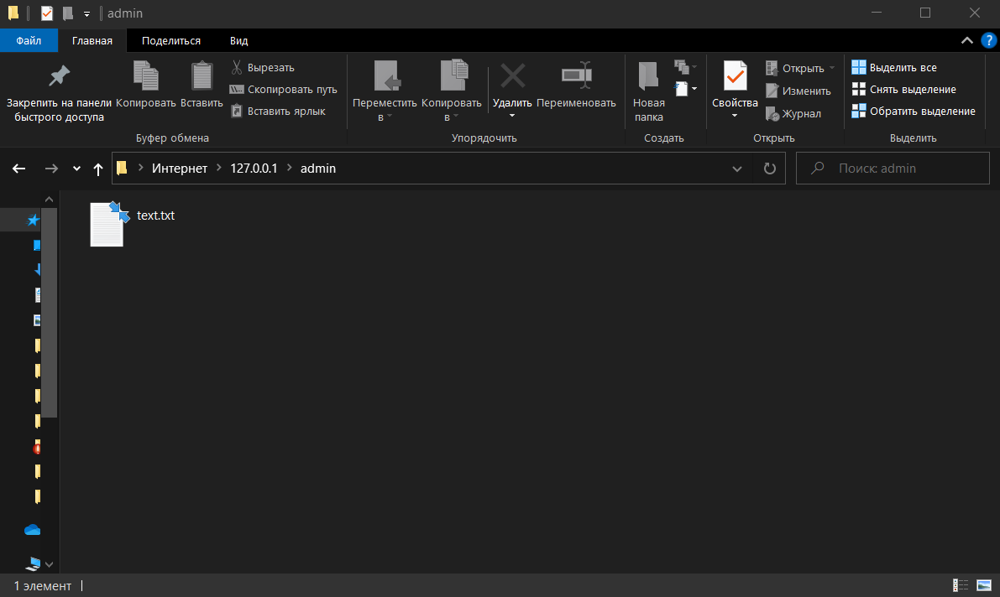 admin
Файл Главная Поделиться Вид
?
Закрепить на панели
быстрого доступа
Копировать
Вставить
Вырезать
Скопировать путь
Вставить ярлык
Буфер обмена
Переместить
в
Копировать
в
Удалить
Переименовать
Упорядочить
Новая
папка
Создать
Свойства
Открыть
Изменить
Журнал
Открыть
Выделить все
Снять выделение
Обратить выделение
Выделить
Интернет 127.0.0.1 admin
Поиск: admin
text.txt
1 элемент